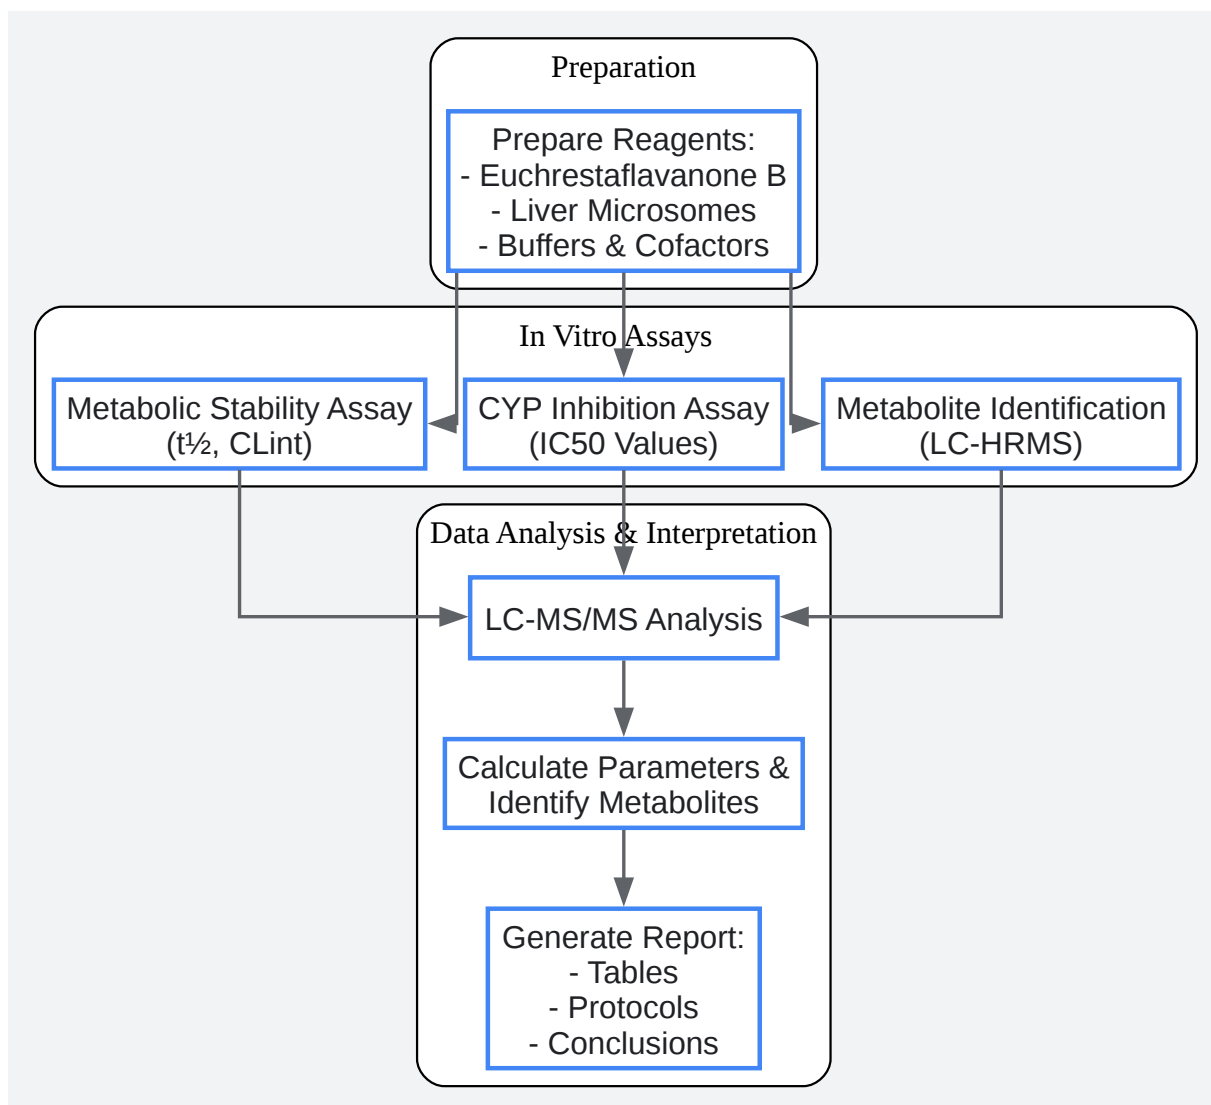 Preparation
Prepare Reagents:
- Euchrestaflavanone B
- Liver Microsomes
- Buffers & Cofactors
In Vitro Assays
Metabolic Stability Assay
(t½, CLint)
CYP Inhibition Assay
(IC50 Values)
Metabolite Identification
(LC-HRMS)
Data Analysis & Interpretation
LC-MS/MS Analysis
Calculate Parameters &
Identify Metabolites
Generate Report:
- Tables
- Protocols
- Conclusions